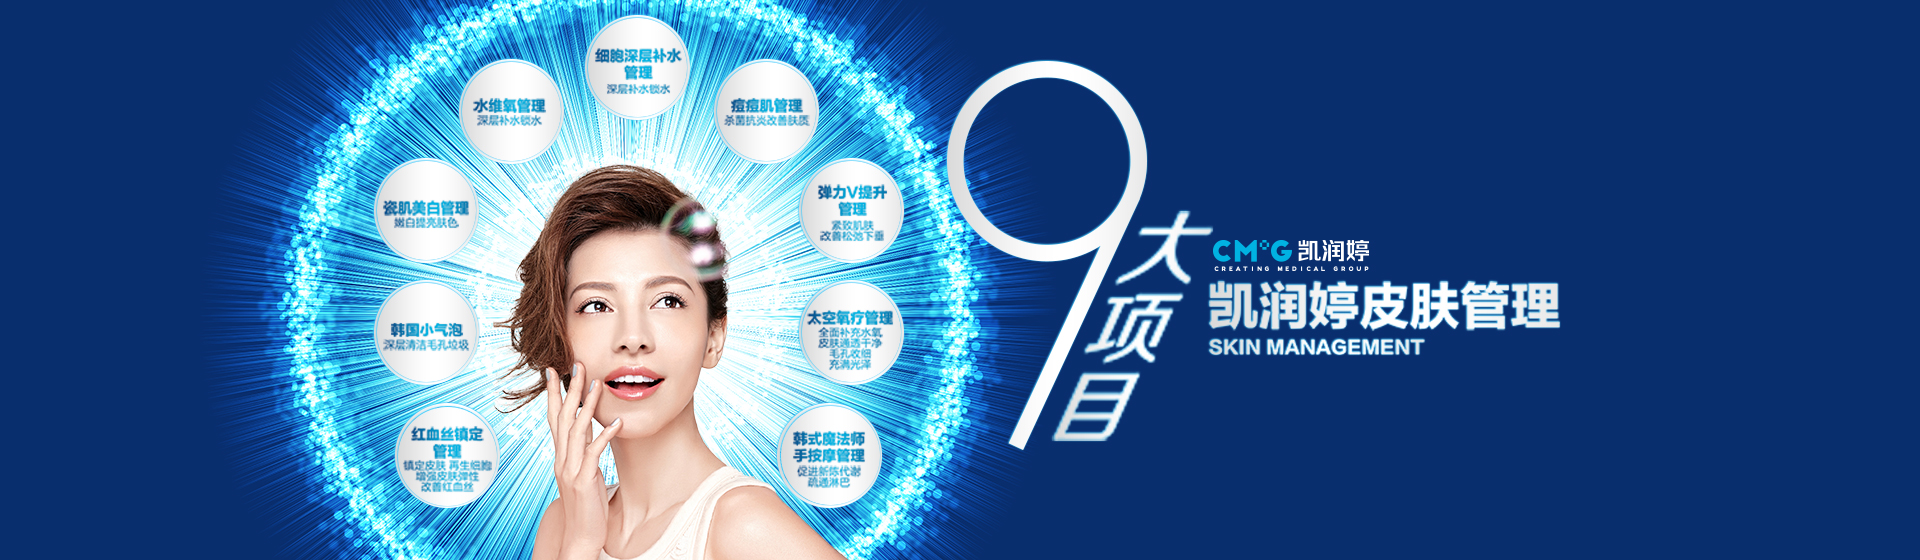 细胞深层补水
管理
深层补水锁水
水维氧管理
深层补水锁水
痘痘肌管理
杀菌抗炎改善肤质
瓷肌美白管理
嫩白提亮肤色
弹力V提升
管理
紧致肌肤
改善松弛下垂
韩国小气泡
深层清洁毛孔垃圾
太空氧疗管理
全面补充水氧
皮肤通透干净
毛孔收细
充满光泽
红血丝镇定
管理
镇定皮肤 再生细胞
增强皮肤弹性
改善红血丝
韩式魔法师
手按摩管理
促进新陈代谢
疏通淋巴
9大项目
CMG 凯润婷
CREATING MEDICAL GROUP
凯润婷皮肤管理
SKIN MANAGEMENT